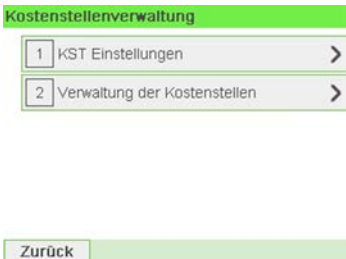 Kostenstellenverwaltung
1 KST Einstellungen
2 Verwaltung der Kostenstellen
Zurück